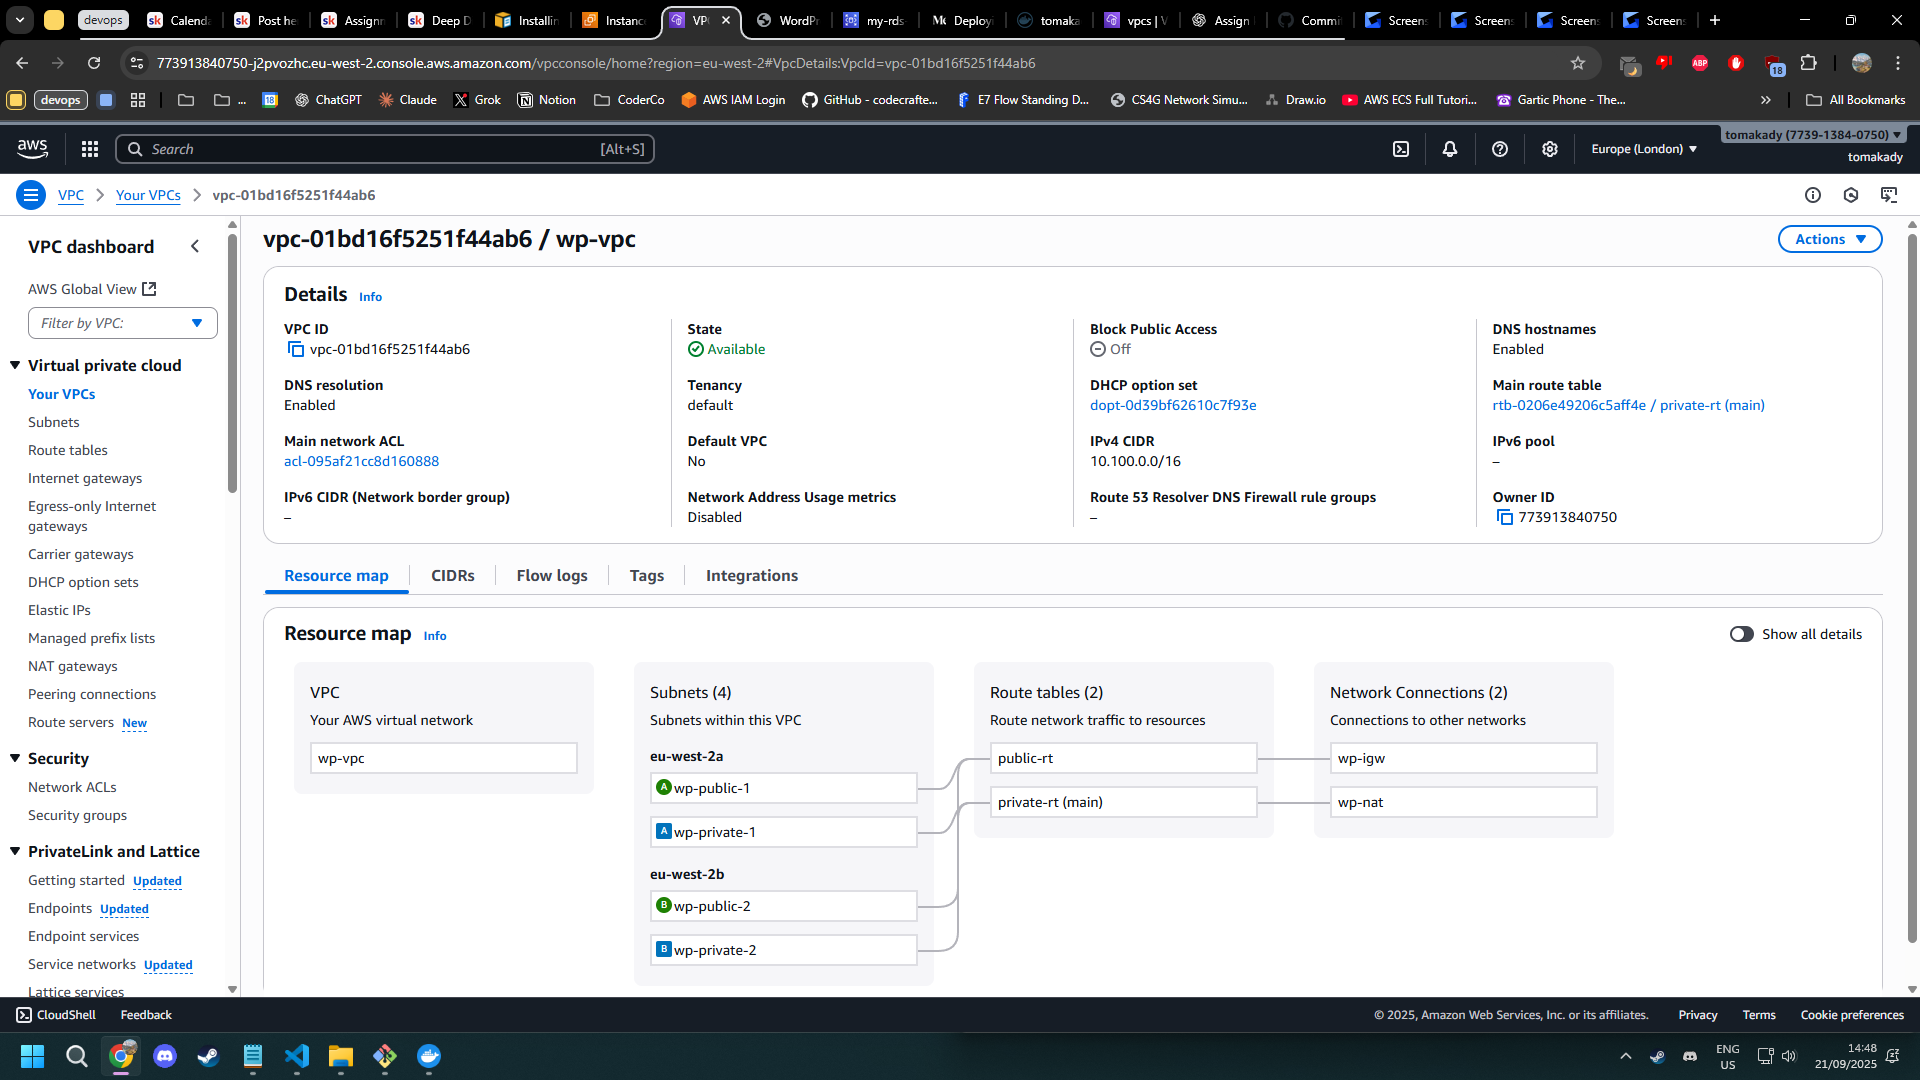 devops
Calenda
Post he
Assignm
Deep D
Installin
Instance
VPC
WordPr
my-rds-
Deployi
tomaka
vpcs | V
Assign
Commit
Screens
Screens
Screens
Screens
773913840750-j2pvozhc.eu-west-2.console.aws.amazon.com/vpcconsole/home?region=eu-west-2#VpcDetails:VpcId=vpc-01bd16f5251f44ab6
ABP
18
devops
...
18
ChatGPT
Claude
Grok
Notion
CoderCo
AWS IAM Login
GitHub - codecrafte...
E7 Flow Standing D...
CS4G Network Simu...
Draw.io
AWS ECS Full Tutori...
Gartic Phone - The...
All Bookmarks
aws
Search
[Alt+S]
Europe (London)
tomakady (7739-1384-0750)
tomakady
VPC
Your VPCs
vpc-01bd16f5251f44ab6
VPC dashboard
AWS Global View
Filter by VPC:
Virtual private cloud
Your VPCs
Subnets
Route tables
Internet gateways
Egress-only Internet
gateways
Carrier gateways
DHCP option sets
Elastic IPs
Managed prefix lists
NAT gateways
Peering connections
Route servers New
Security
Network ACLs
Security groups
PrivateLink and Lattice
Getting started Updated
Endpoints Updated
Endpoint services
Service networks Updated
Lattice services
vpc-01bd16f5251f44ab6 / wp-vpc
Actions
Details Info
VPC ID
vpc-01bd16f5251f44ab6
State
Available
Block Public Access
Off
DNS hostnames
Enabled
DNS resolution
Enabled
Tenancy
default
DHCP option set
dopt-0d39bf62610c7f93e
Main route table
rtb-0206e49206c5aff4e / private-rt (main)
Main network ACL
acl-095af21cc8d160888
Default VPC
No
IPv4 CIDR
10.100.0.0/16
IPv6 pool
–
IPv6 CIDR (Network border group)
–
Network Address Usage metrics
Disabled
Route 53 Resolver DNS Firewall rule groups
–
Owner ID
773913840750
Resource map
CIDRs
Flow logs
Tags
Integrations
Resource map Info
Show all details
VPC
Your AWS virtual network
wp-vpc
Subnets (4)
Subnets within this VPC
eu-west-2a
A wp-public-1
A wp-private-1
eu-west-2b
B wp-public-2
B wp-private-2
Route tables (2)
Route network traffic to resources
public-rt
private-rt (main)
Network Connections (2)
Connections to other networks
wp-igw
wp-nat
CloudShell
Feedback
© 2025, Amazon Web Services, Inc. or its affiliates.
Privacy
Terms
Cookie preferences
ENG
US
14:48
21/09/2025